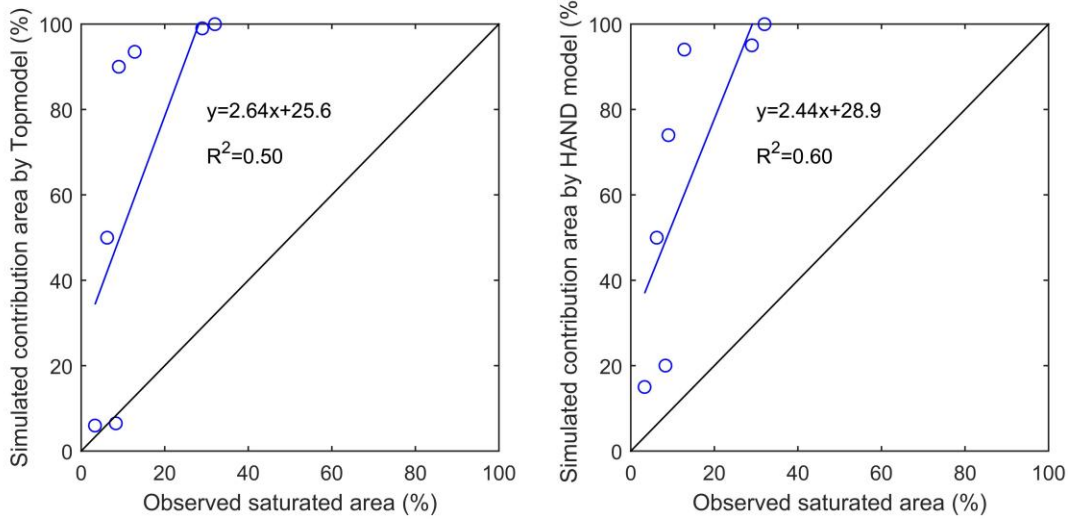 Simulated contribution area by Topmodel (%)
100
80
60
40
20
0
y=2.64x+25.6
R²=0.50
0 20 40 60 80 100
Observed saturated area (%)
Simulated contribution area by HAND model (%)
100
80
60
40
20
0
y=2.44x+28.9
R²=0.60
0 20 40 60 80 100
Observed saturated area (%)